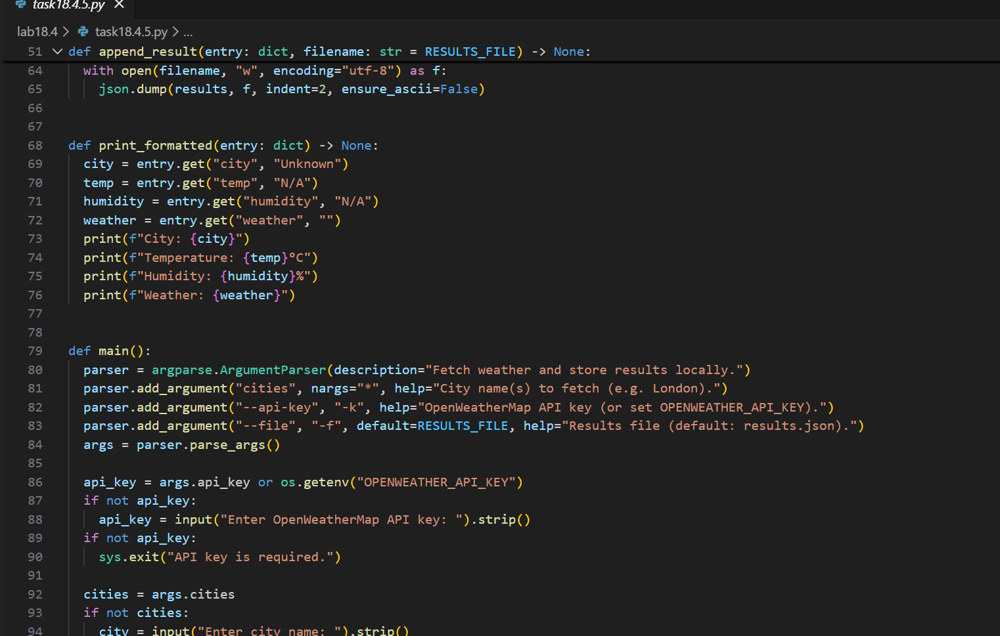 task18.4.5.py
lab18.4 > task18.4.5.py > ...
51 def append_result(entry: dict, filename: str = RESULTS_FILE) -> None:
64 with open(filename, "w", encoding="utf-8") as f:
65 json.dump(results, f, indent=2, ensure_ascii=False)
66
67
68 def print_formatted(entry: dict) -> None:
69 city = entry.get("city", "Unknown")
70 temp = entry.get("temp", "N/A")
71 humidity = entry.get("humidity", "N/A")
72 weather = entry.get("weather", "")
73 print(f"City: {city}")
74 print(f"Temperature: {temp}°C")
75 print(f"Humidity: {humidity}%")
76 print(f"Weather: {weather}")
77
78
79 def main():
80 parser = argparse.ArgumentParser(description="Fetch weather and store results locally.")
81 parser.add_argument("cities", nargs="*", help="City name(s) to fetch (e.g. London).")
82 parser.add_argument("--api-key", "-k", help="OpenWeatherMap API key (or set OPENWEATHER_API_KEY).")
83 parser.add_argument("--file", "-f", default=RESULTS_FILE, help="Results file (default: results.json).")
84 args = parser.parse_args()
85
86 api_key = args.api_key or os.getenv("OPENWEATHER_API_KEY")
87 if not api_key:
88 api_key = input("Enter OpenWeatherMap API key: ").strip()
89 if not api_key:
90 sys.exit("API key is required.")
91
92 cities = args.cities
93 if not cities:
94 city = input("Enter city name: ").strip()